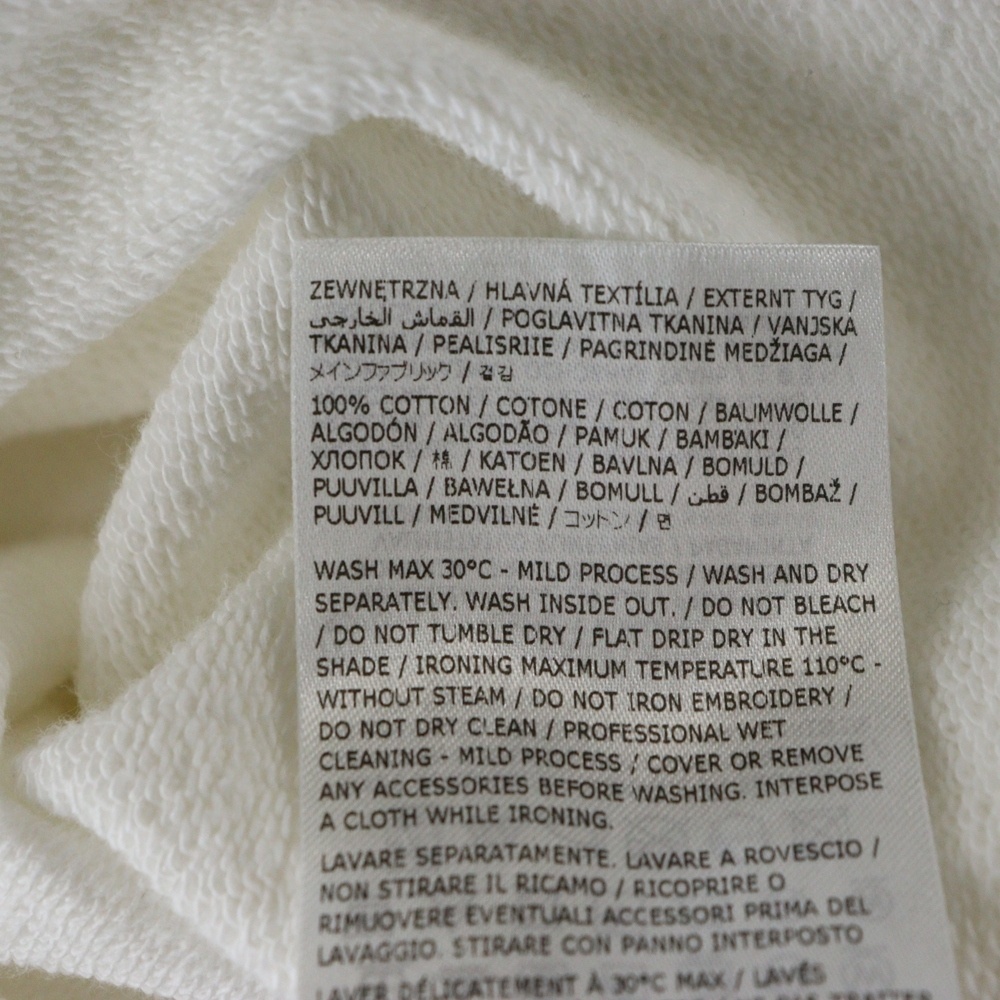 ZEWNĘTRZNA / HLAVNÁ TEXTÍLIA / EXTERNT TYG /
القماش الخارجي / POGLAVITNA TKANINA / VANJSKA
TKANINA / PEALISRIIE / PAGRINDINĖ MEDŽIAGA /
メインファブリック / 겉감
100% COTTON / COTONE / COTON / BAUMWOLLE /
ALGODÓN / ALGODÃO / PAMUK / BAMBAKI /
ХЛОПОК / 棉 / KATOEN / BAVLNA / BOMULD /
PUUVILLA / BAWEŁNA / BOMULL / قطن / BOMBAŽ /
PUUVILL / MEDVILNĖ / コットン / 면
WASH MAX 30°C - MILD PROCESS / WASH AND DRY
SEPARATELY. WASH INSIDE OUT. / DO NOT BLEACH
/ DO NOT TUMBLE DRY / FLAT DRIP DRY IN THE
SHADE / IRONING MAXIMUM TEMPERATURE 110°C -
WITHOUT STEAM / DO NOT IRON EMBROIDERY /
DO NOT DRY CLEAN / PROFESSIONAL WET
CLEANING - MILD PROCESS / COVER OR REMOVE
ANY ACCESSORIES BEFORE WASHING. INTERPOSE
A CLOTH WHILE IRONING.
LAVARE SEPARATAMENTE. LAVARE A ROVESCIO /
NON STIRARE IL RICAMO / RICOPRIRE O
RIMUOVERE EVENTUALI ACCESSORI PRIMA DEL
LAVAGGIO. STIRARE CON PANNO INTERPOSTO
LAVER DÉLICATEMENT À 30°C MAX / LAVÉS